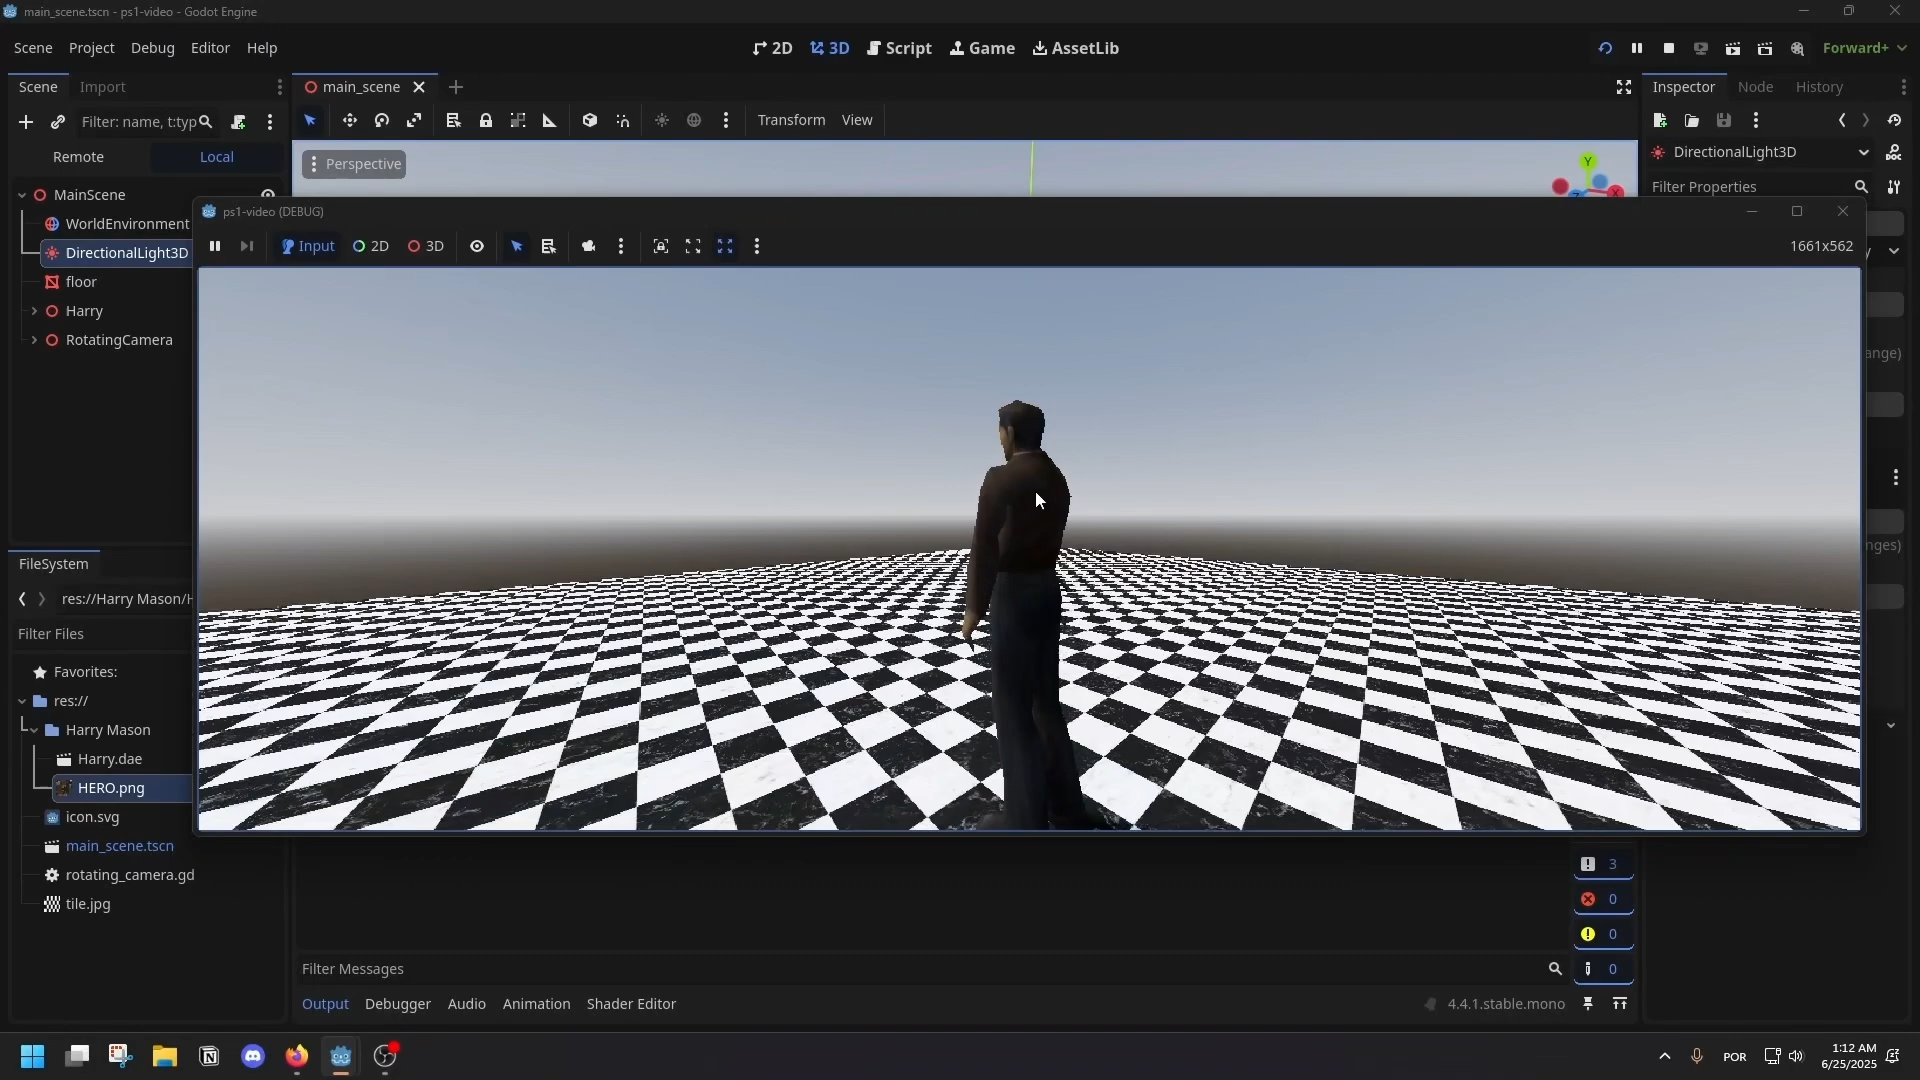 main_scene.tscn - ps1-video - Godot Engine
Scene Project Debug Editor Help
2D 3D Script Game AssetLib
Forward+
Scene Import
main_scene
Inspector Node History
Filter: name, t:typ
Transform View
Remote Local
Perspective
Y
X
DirectionalLight3D
Filter Properties
MainScene
WorldEnvironment
DirectionalLight3D
floor
Harry
RotatingCamera
ps1-video (DEBUG)
Input 2D 3D
1661x562
ange)
nges)
FileSystem
res://Harry Mason/H
Filter Files
Favorites:
res://
Harry Mason
Harry.dae
HERO.png
icon.svg
main_scene.tscn
rotating_camera.gd
tile.jpg
3
0
0
0
Filter Messages
Output Debugger Audio Animation Shader Editor
4.4.1.stable.mono
POR
1:12 AM
6/25/2025